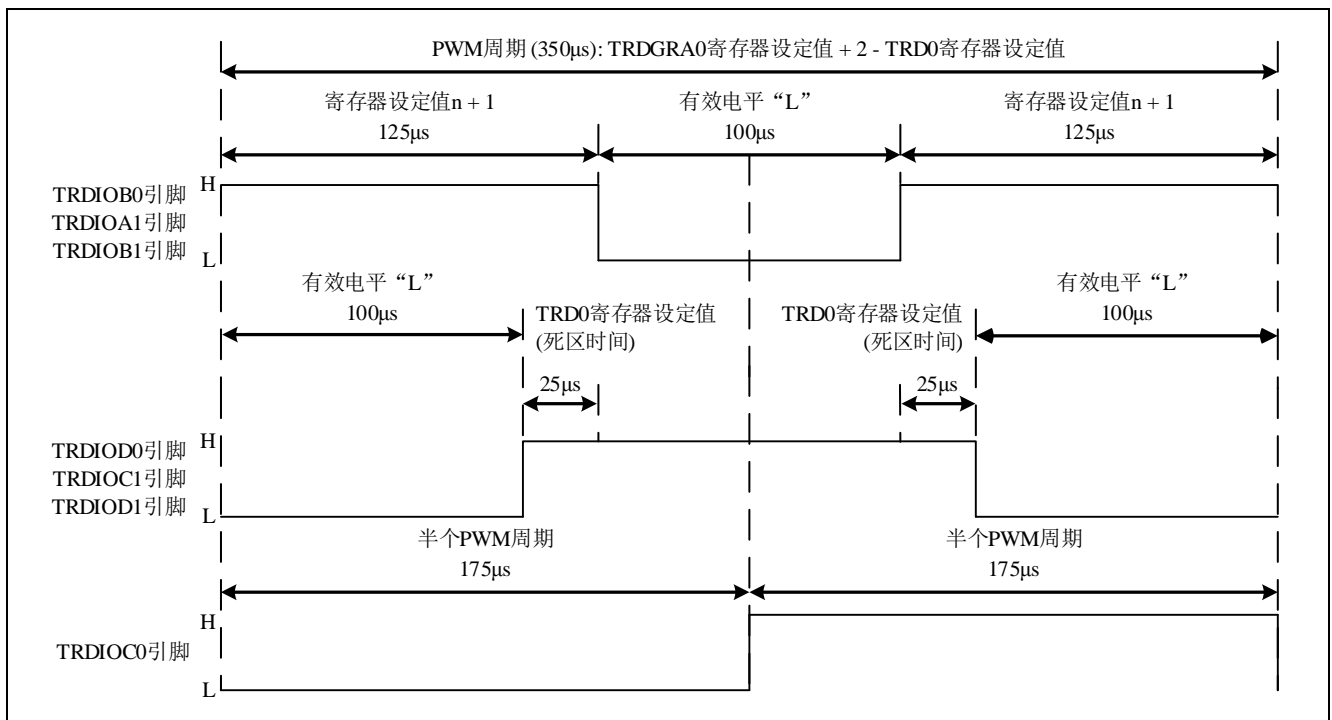 PWM周期 (350μs): TRDGRA0寄存器设定值 + 2 - TRD0寄存器设定值
寄存器设定值n + 1
125μs
有效电平“L”
100μs
寄存器设定值n + 1
125μs
TRDIOB0引脚
TRDIOA1引脚
TRDIOB1引脚
H
L
有效电平“L”
100μs
TRD0寄存器设定值
(死区时间)
25μs
TRD0寄存器设定值
(死区时间)
25μs
有效电平“L”
100μs
TRDIOD0引脚
TRDIOC1引脚
TRDIOD1引脚
H
L
半个PWM周期
175μs
半个PWM周期
175μs
TRDIOC0引脚
H
L